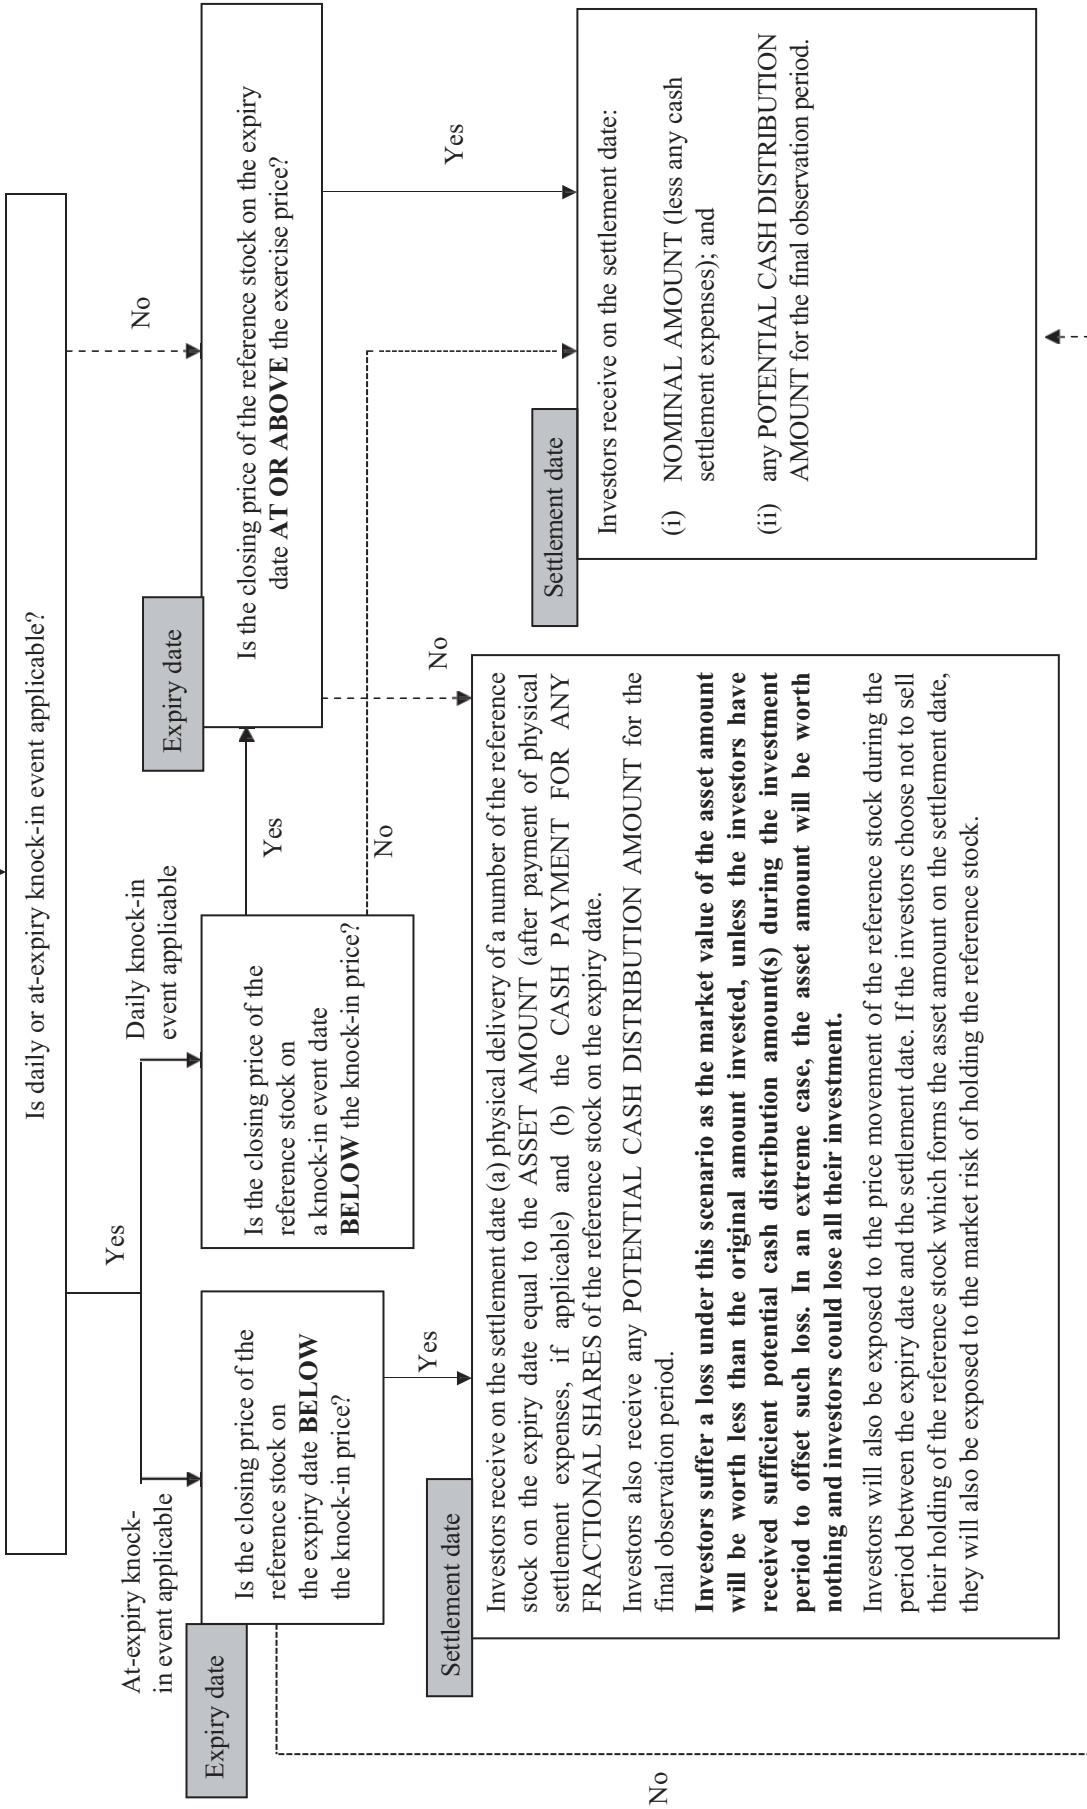 Is daily or at-expiry knock-in event applicable?
Yes
No
At-expiry knock-
in event applicable
Daily knock-in
event applicable
Expiry date
Is the closing price of the
reference stock on
the expiry date BELOW
the knock-in price?
Is the closing price of the
reference stock on
a knock-in event date
BELOW the knock-in price?
Yes
No
Expiry date
Is the closing price of the reference stock on the expiry
date AT OR ABOVE the exercise price?
Yes
No
Yes
No
Settlement date
Investors receive on the settlement date (a) physical delivery of a number of the reference
stock on the expiry date equal to the ASSET AMOUNT (after payment of physical
settlement expenses, if applicable) and (b) the CASH PAYMENT FOR ANY
FRACTIONAL SHARES of the reference stock on the expiry date.
Investors also receive any POTENTIAL CASH DISTRIBUTION AMOUNT for the
final observation period.
Investors suffer a loss under this scenario as the market value of the asset amount
will be worth less than the original amount invested, unless the investors have
received sufficient potential cash distribution amount(s) during the investment
period to offset such loss. In an extreme case, the asset amount will be worth
nothing and investors could lose all their investment.
Investors will also be exposed to the price movement of the reference stock during the
period between the expiry date and the settlement date. If the investors choose not to sell
their holding of the reference stock which forms the asset amount on the settlement date,
they will also be exposed to the market risk of holding the reference stock.
Settlement date
Investors receive on the settlement date:
(i) NOMINAL AMOUNT (less any cash
settlement expenses); and
(ii) any POTENTIAL CASH DISTRIBUTION
AMOUNT for the final observation period.